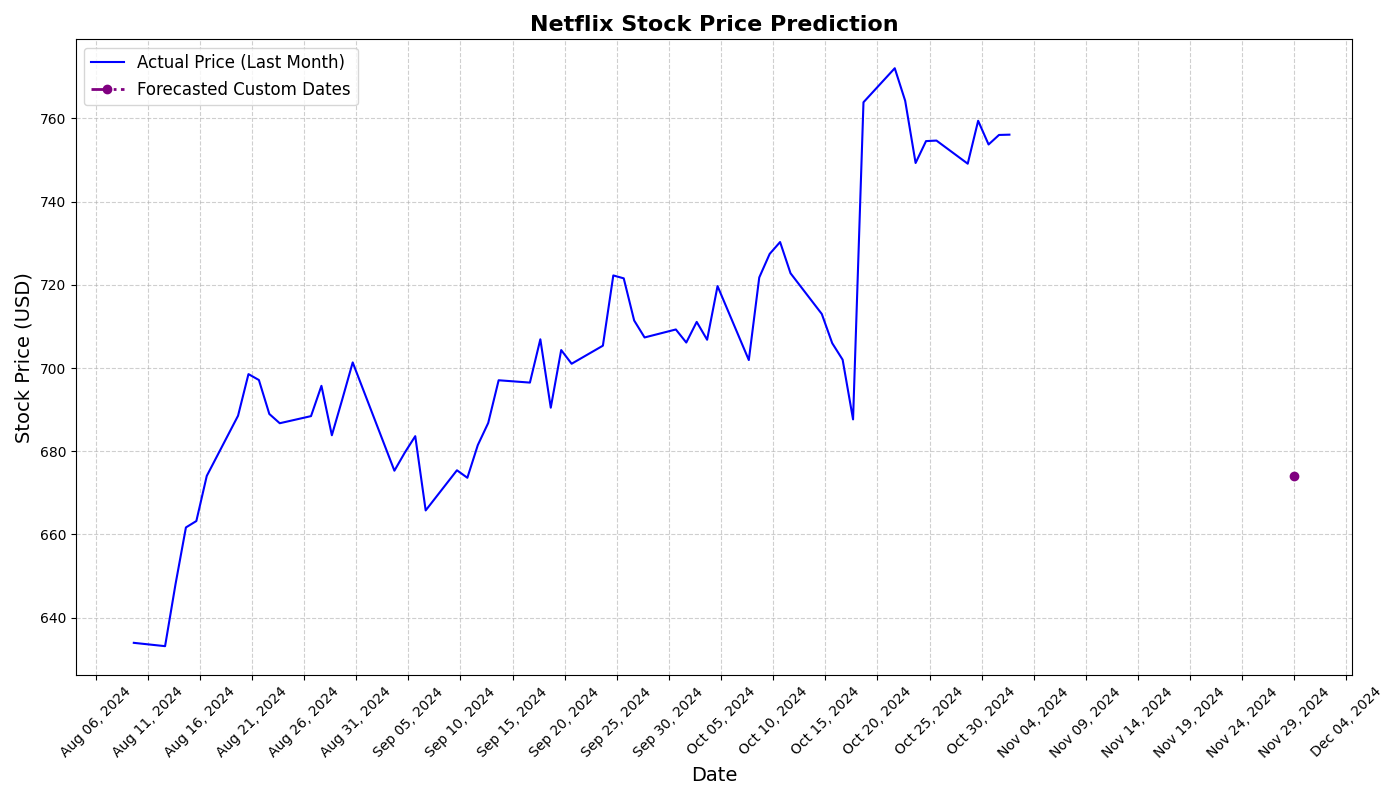 Netflix Stock Price Prediction
Actual Price (Last Month)
Forecasted Custom Dates
Stock Price (USD)
760
740
720
700
680
660
640
Aug 06, 2024
Aug 11, 2024
Aug 16, 2024
Aug 21, 2024
Aug 26, 2024
Aug 31, 2024
Sep 05, 2024
Sep 10, 2024
Sep 15, 2024
Sep 20, 2024
Sep 25, 2024
Sep 30, 2024
Oct 05, 2024
Oct 10, 2024
Oct 15, 2024
Oct 20, 2024
Oct 25, 2024
Oct 30, 2024
Nov 04, 2024
Nov 09, 2024
Nov 14, 2024
Nov 19, 2024
Nov 24, 2024
Nov 29, 2024
Dec 04, 2024
Date